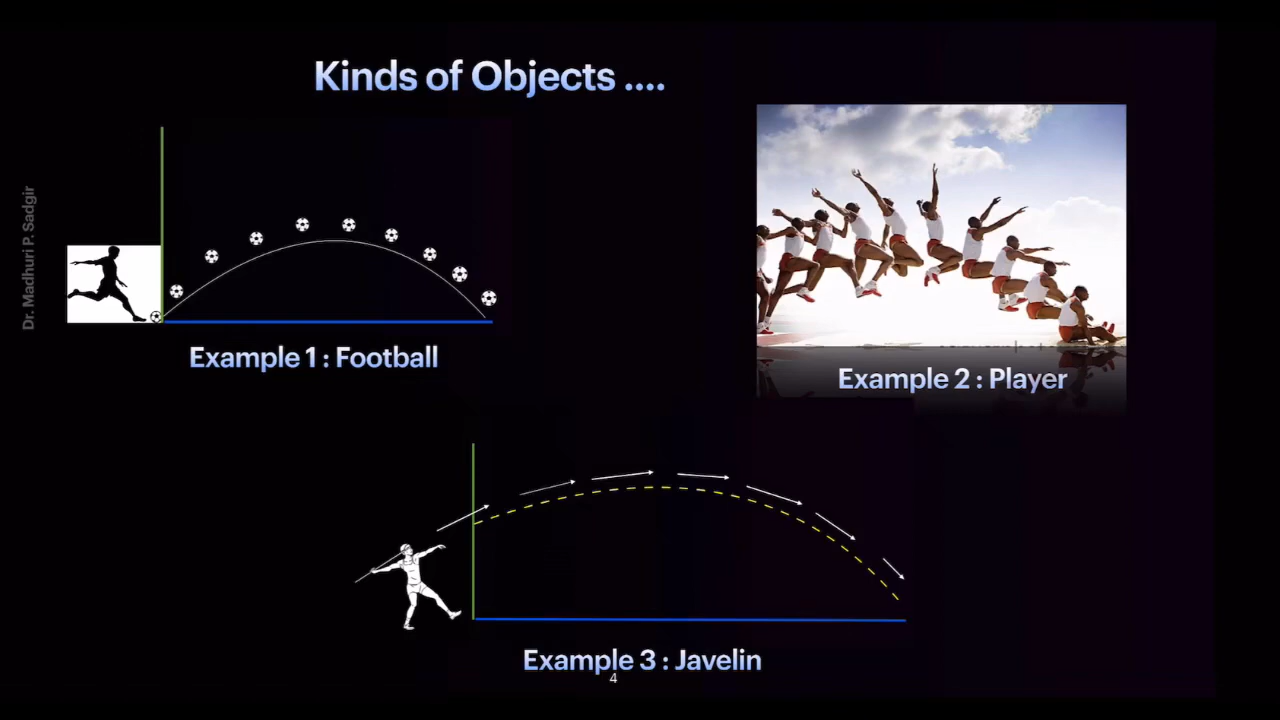 Kinds of Objects ....
Dr. Madhuri P. Sadgir
Example 1 : Football
Example 2 : Player
Example 3 : Javelin
4